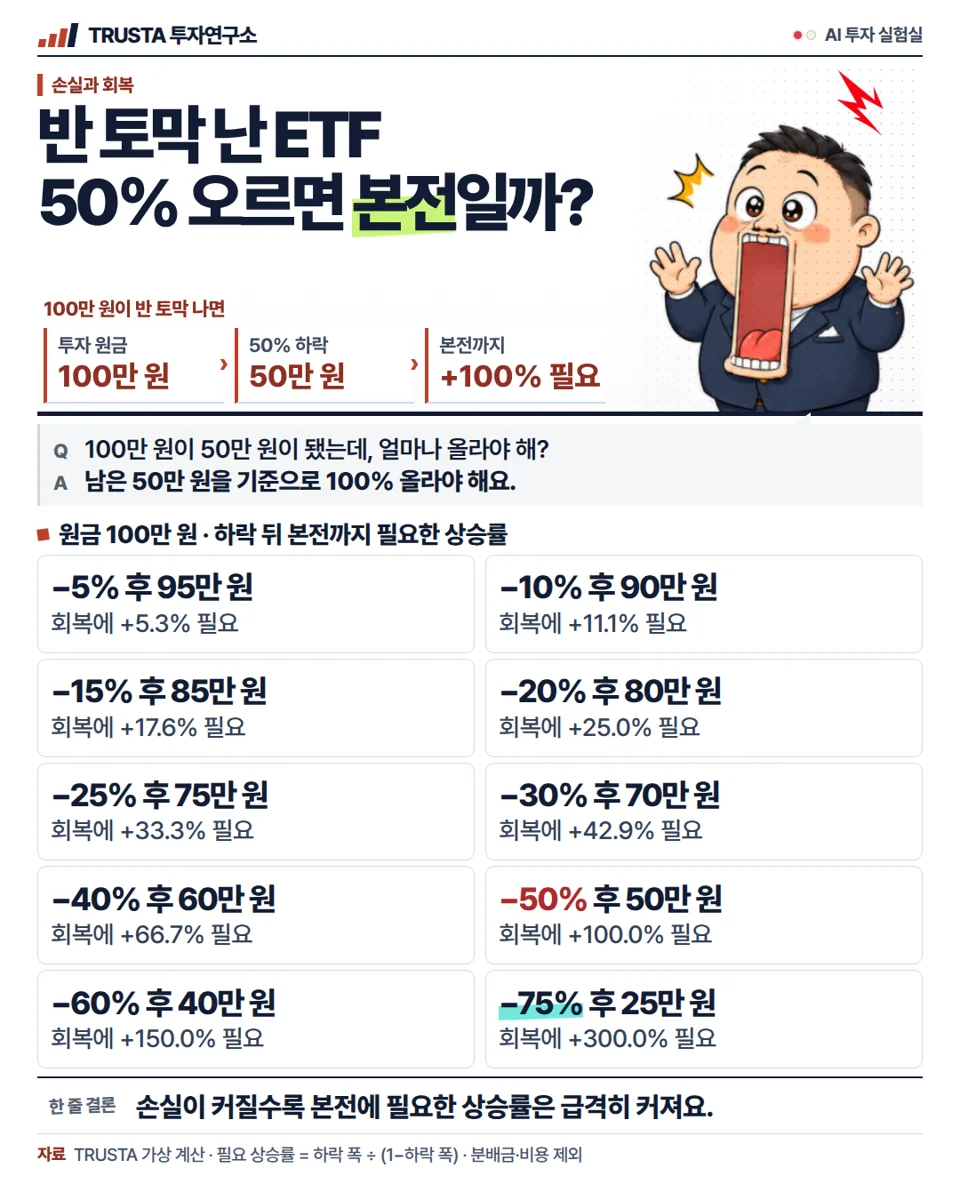 TRUSTA 투자연구소
AI 투자 실험실
손실과 회복
반 토막 난 ETF
50% 오르면 본전일까?
100만 원이 반 토막 나면
투자 원금
100만 원
›
50% 하락
50만 원
›
본전까지
+100% 필요
Q 100만 원이 50만 원이 됐는데, 얼마나 올라야 해?
A 남은 50만 원을 기준으로 100% 올라야 해요.
원금 100만 원 · 하락 뒤 본전까지 필요한 상승률
−5% 후 95만 원
회복에 +5.3% 필요
−10% 후 90만 원
회복에 +11.1% 필요
−15% 후 85만 원
회복에 +17.6% 필요
−20% 후 80만 원
회복에 +25.0% 필요
−25% 후 75만 원
회복에 +33.3% 필요
−30% 후 70만 원
회복에 +42.9% 필요
−40% 후 60만 원
회복에 +66.7% 필요
−50% 후 50만 원
회복에 +100.0% 필요
−60% 후 40만 원
회복에 +150.0% 필요
−75% 후 25만 원
회복에 +300.0% 필요
한 줄 결론 손실이 커질수록 본전에 필요한 상승률은 급격히 커져요.
자료 TRUSTA 가상 계산 · 필요 상승률 = 하락 폭 ÷ (1−하락 폭) · 분배금·비용 제외